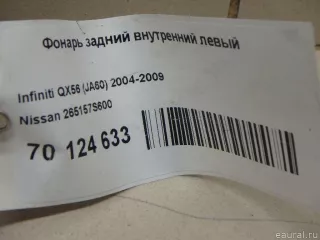 Фонарь задний внутренний левый
Infiniti QX56 (JA60) 2004-2009
Nissan 265157S600
70 124 633
eaural.ru